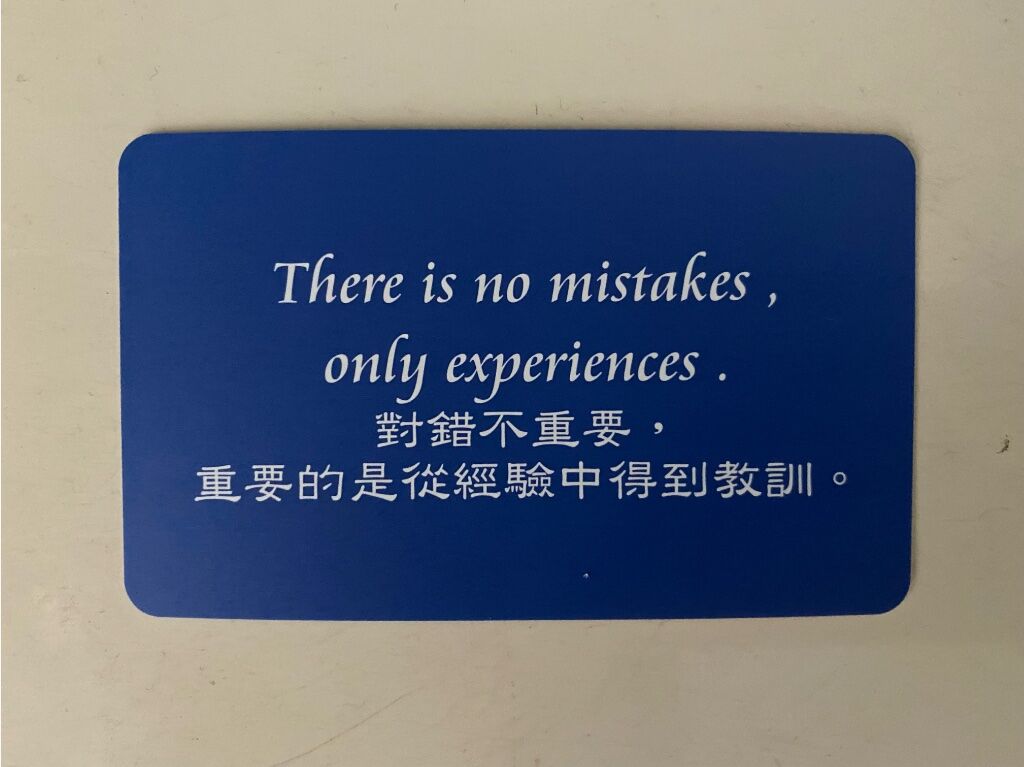 There is no mistakes ,
only experiences .
對錯不重要，
重要的是從經驗中得到教訓。